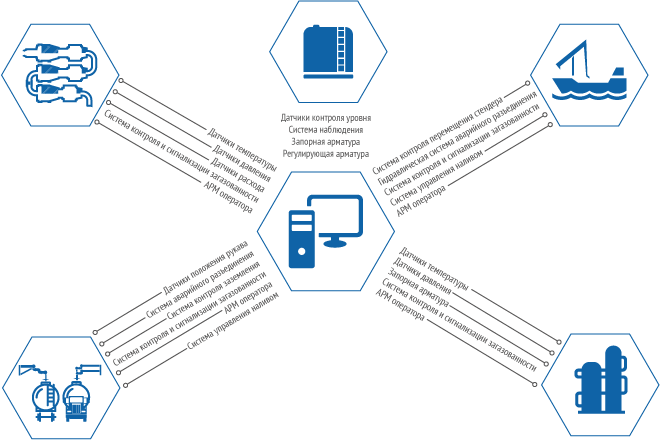 Датчики температуры
Датчики давления
Датчики расхода
Система контроля и сигнализации загазованности
АРМ оператора
Датчики контроля уровня
Система наблюдения
Запорная арматура
Регулирующая арматура
Система контроля перемещения стендера
Гидравлическая система аварийного разъединения
Система контроля и сигнализации загазованности
Система управления наливом
АРМ оператора
Датчики положения рукава
Система аварийного разъединения
Система контроля заземления
Система контроля и сигнализации загазованности
АРМ оператора
Система управления наливом
Датчики температуры
Датчики давления
Запорная арматура
Система контроля и сигнализации загазованности
АРМ оператора